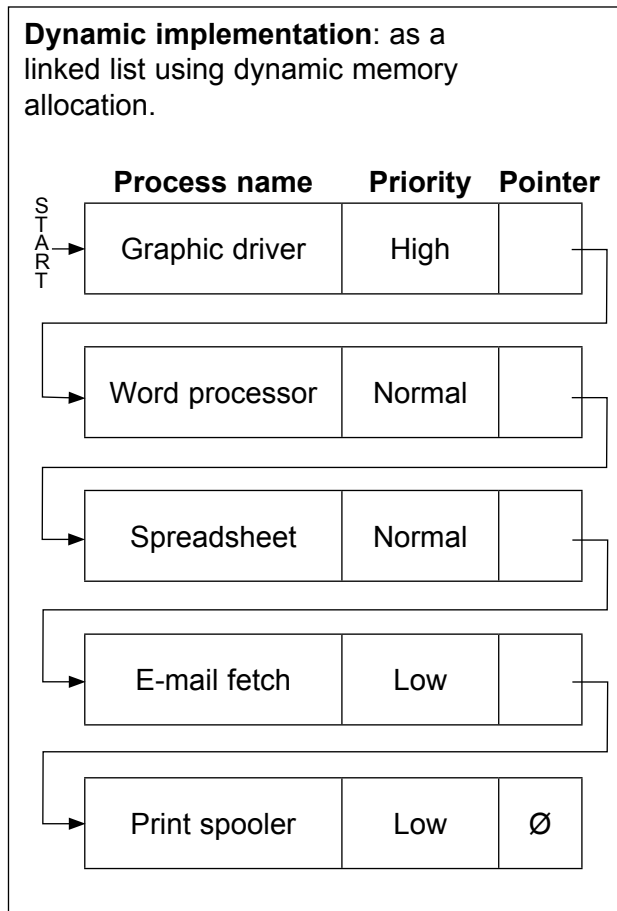 Dynamic implementation: as a
linked list using dynamic memory
allocation.
Process name Priority Pointer
START
Graphic driver High
Word processor Normal
Spreadsheet Normal
E-mail fetch Low
Print spooler Low Ø